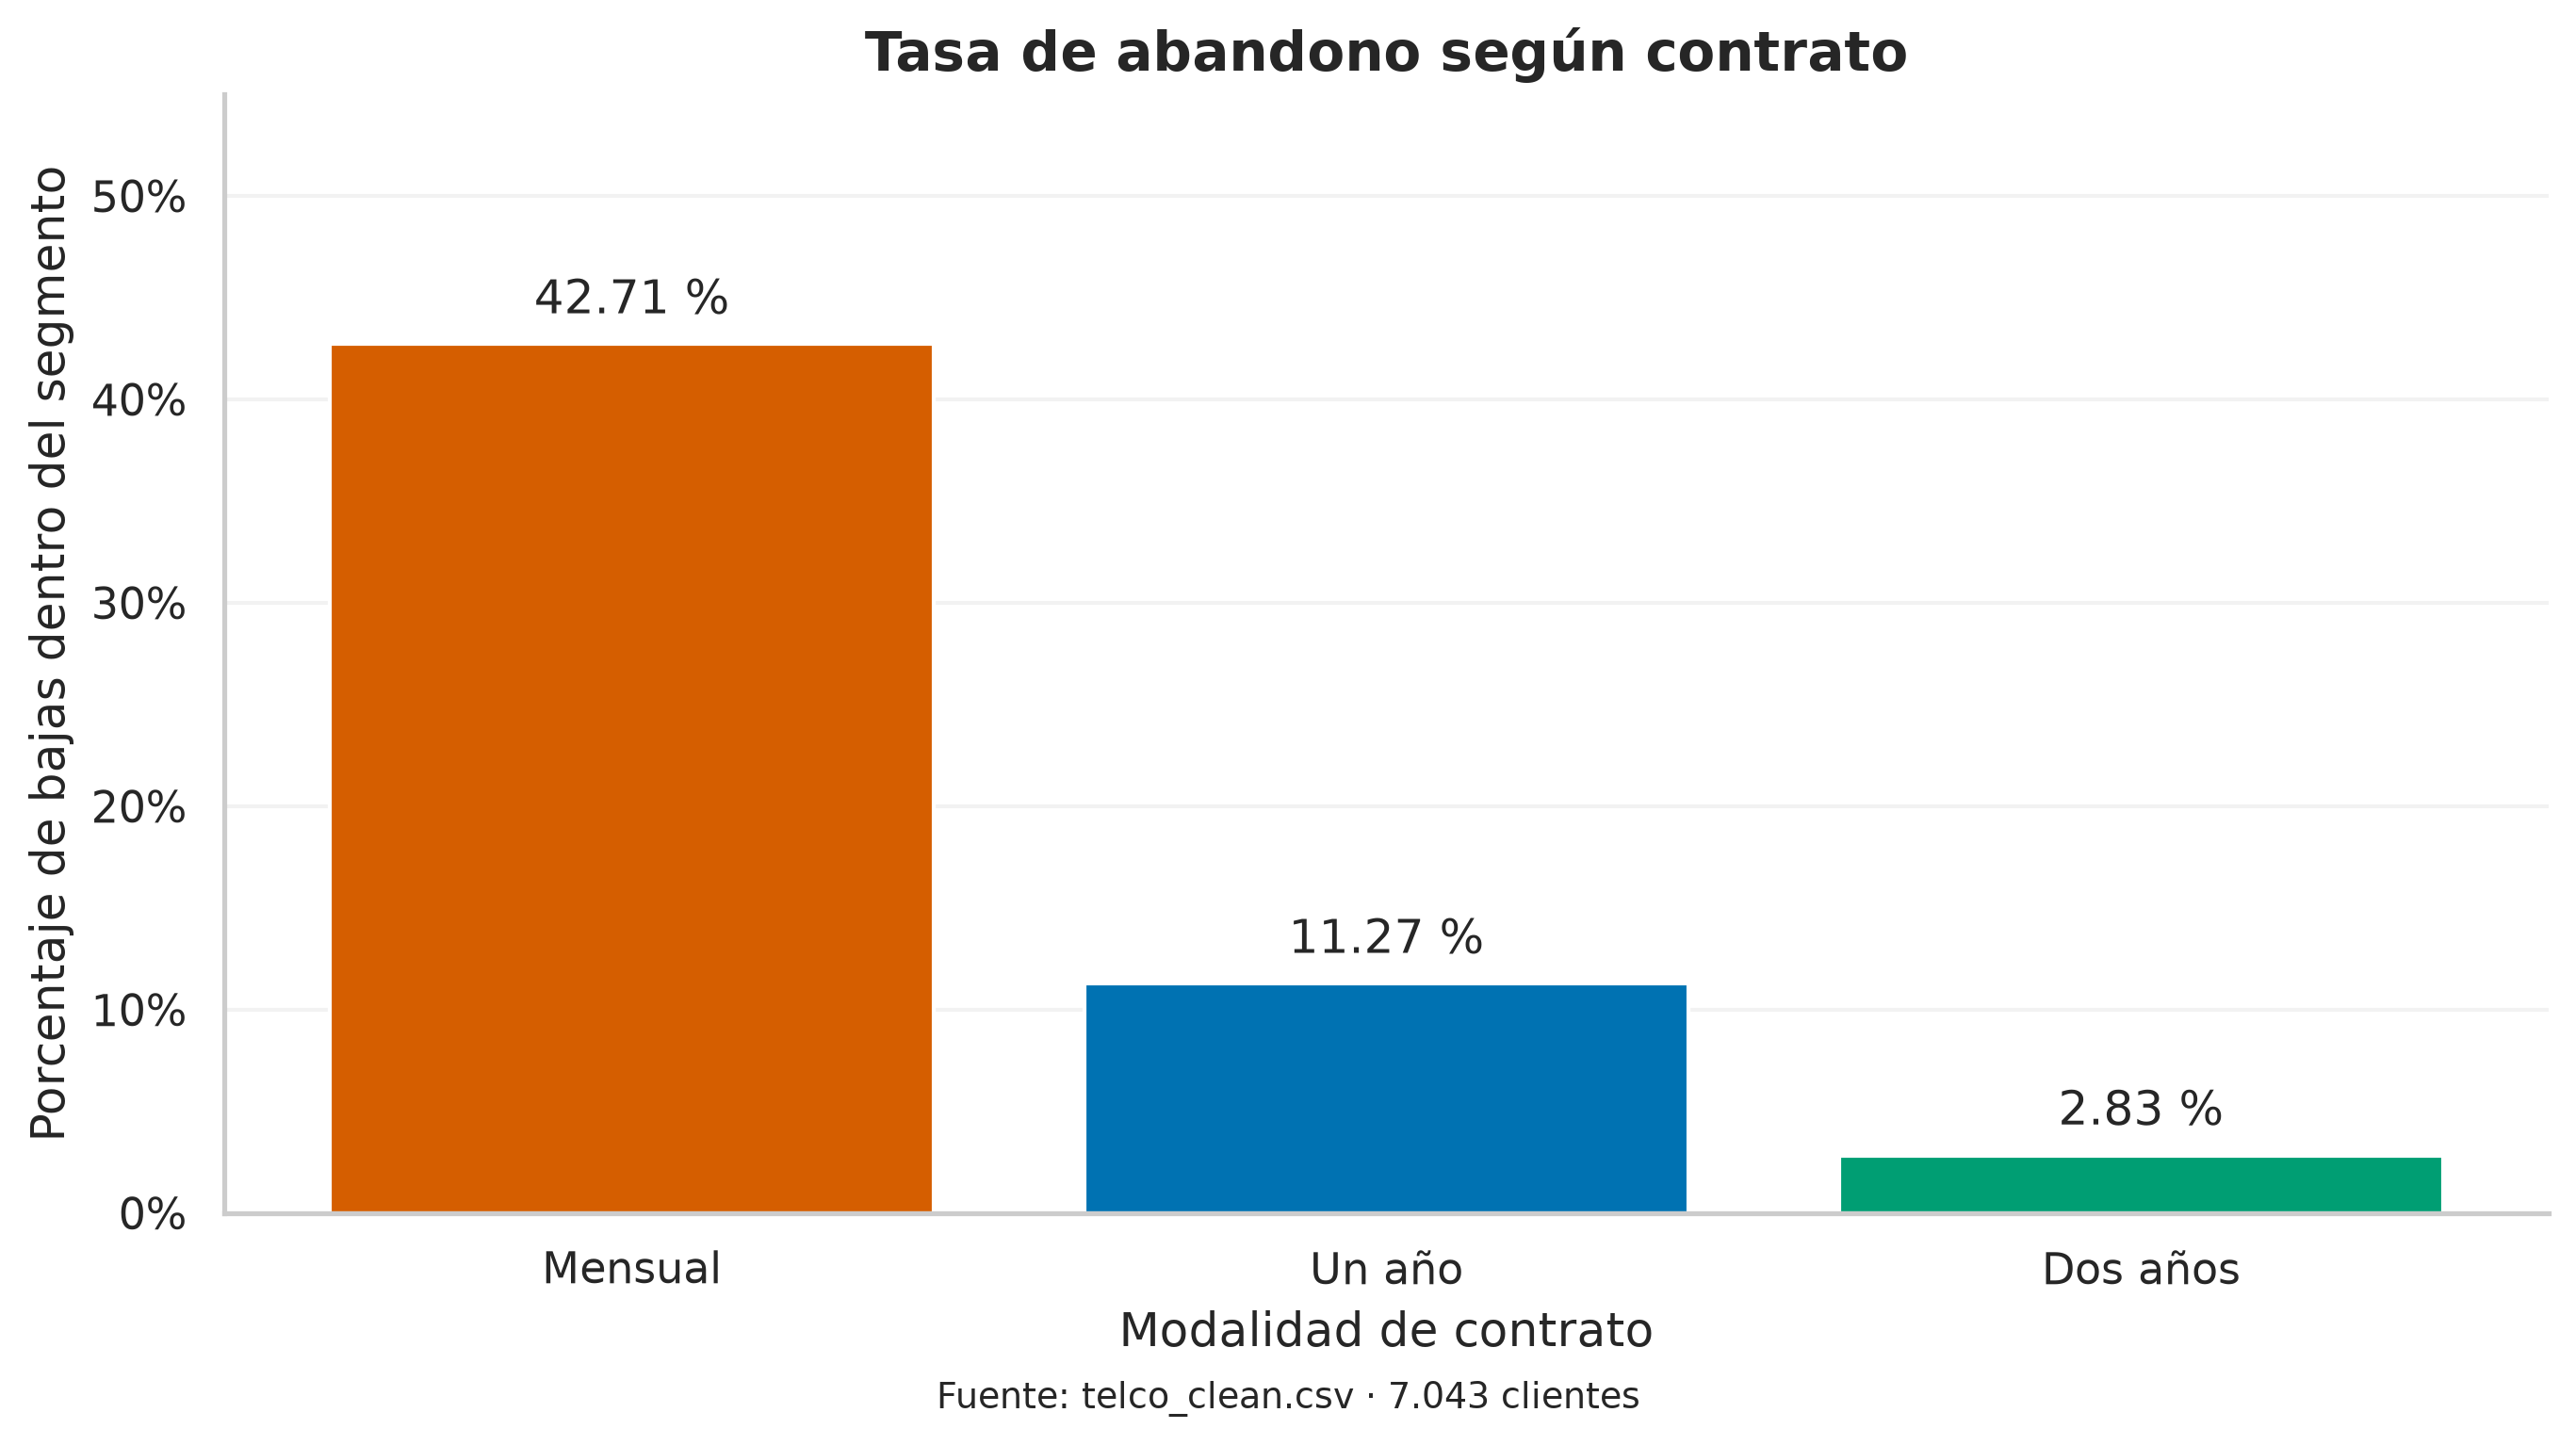 Tasa de abandono según contrato
Porcentaje de bajas dentro del segmento
50%
40%
30%
20%
10%
0%
42.71 %
11.27 %
2.83 %
Mensual
Un año
Dos años
Modalidad de contrato
Fuente: telco_clean.csv · 7.043 clientes